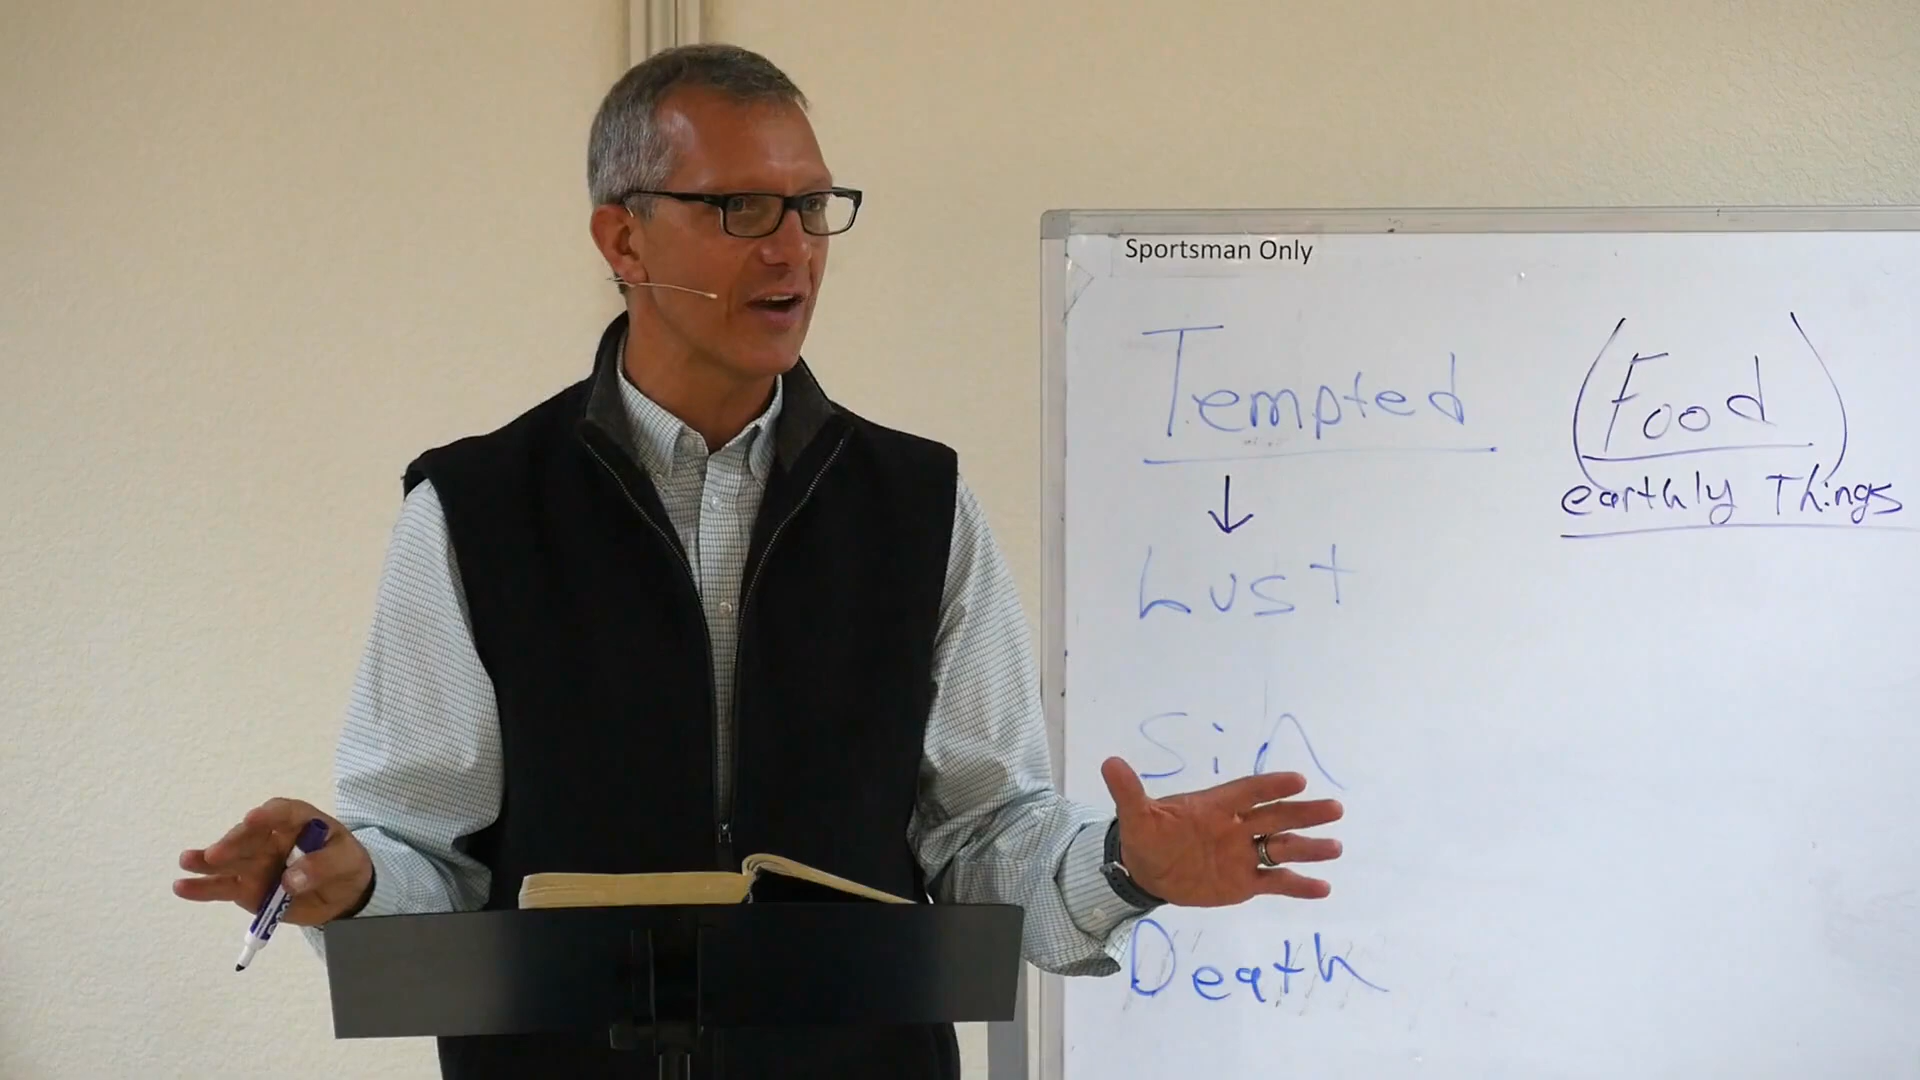 Sportsman Only
Tempted (Food)
earthly Things
↓
Lust
Sin
Death